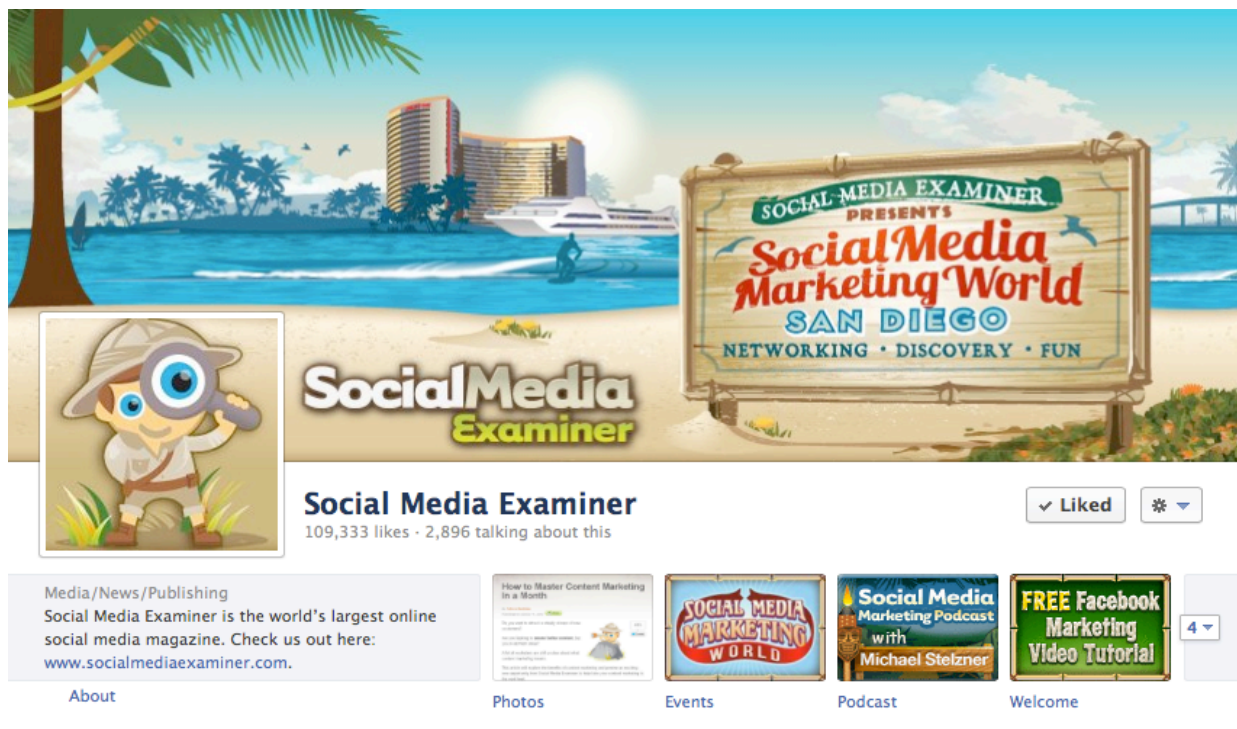 SOCIAL MEDIA EXAMINER
PRESENTS
Social Media
Marketing World
SAN DIEGO
NETWORKING • DISCOVERY • FUN
SocialMedia
Examiner
Social Media Examiner
109,333 likes · 2,896 talking about this
✓ Liked
Media/News/Publishing
Social Media Examiner is the world's largest online
social media magazine. Check us out here:
www.socialmediaexaminer.com.
About
How to Master Content Marketing
in a Month
Photos
SOCIAL MEDIA
MARKETING
WORLD
Events
Social Media
Marketing Podcast
with
Michael Stelzner
Podcast
FREE Facebook
Marketing
Video Tutorial
Welcome
4